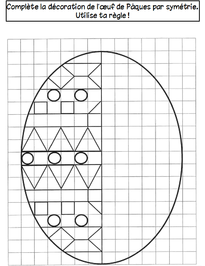 Complète la décoration de l'œuf de Pâques par symétrie.
Utilise ta règle !